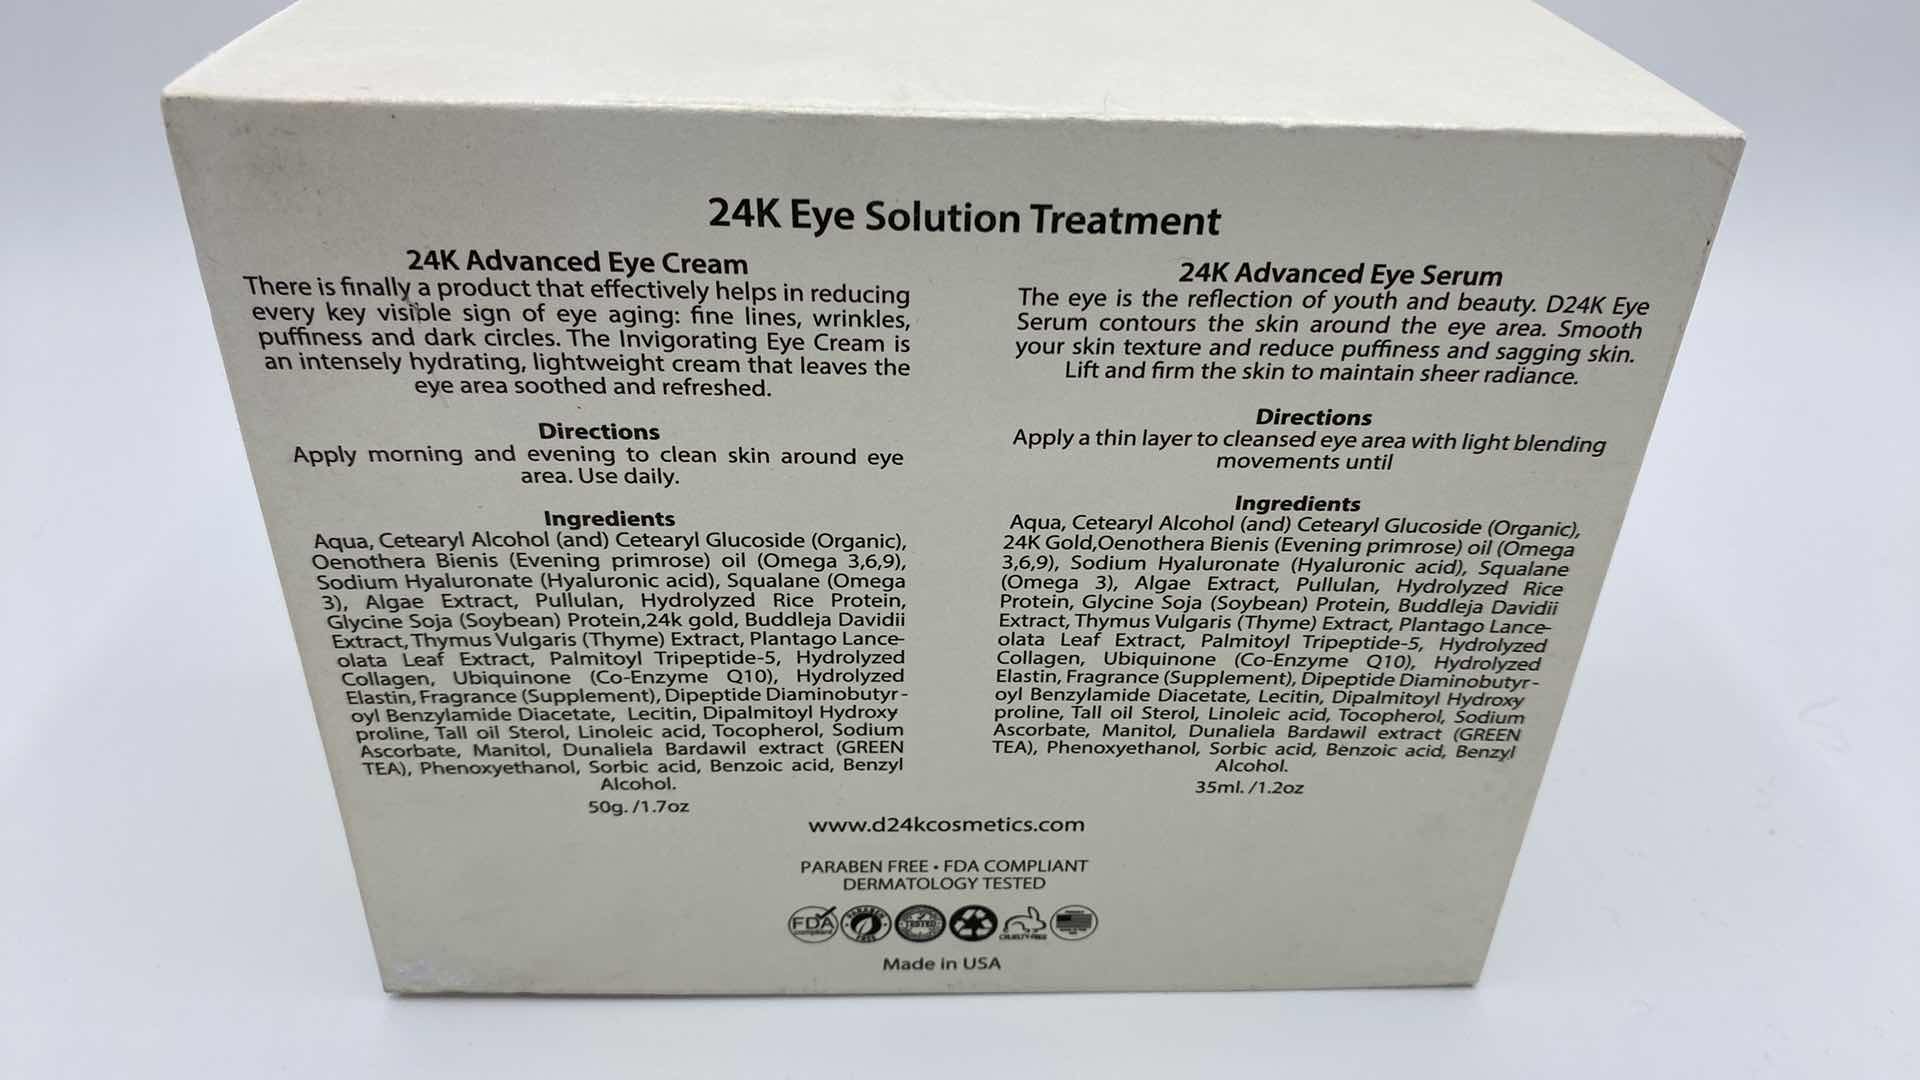 24K Eye Solution Treatment
24K Advanced Eye Cream
There is finally a product that effectively helps in reducing
every key visible sign of eye aging: fine lines, wrinkles,
puffiness and dark circles. The Invigorating Eye Cream is
an intensely hydrating, lightweight cream that leaves the
eye area soothed and refreshed.
Directions
Apply morning and evening to clean skin around eye
area. Use daily.
Ingredients
Aqua, Cetearyl Alcohol (and) Cetearyl Glucoside (Organic),
Oenothera Bienis (Evening primrose) oil (Omega 3,6,9),
Sodium Hyaluronate (Hyaluronic acid), Squalane (Omega
3), Algae Extract, Pullulan, Hydrolyzed Rice Protein,
Glycine Soja (Soybean) Protein,24k gold, Buddleja Davidii
Extract, Thymus Vulgaris (Thyme) Extract, Plantago Lance-
olata Leaf Extract, Palmitoyl Tripeptide-5, Hydrolyzed
Collagen, Ubiquinone (Co-Enzyme Q10), Hydrolyzed
Elastin, Fragrance (Supplement), Dipeptide Diaminobutyr-
oyl Benzylamide Diacetate, Lecitin, Dipalmitoyl Hydroxy
proline, Tall oil Sterol, Linoleic acid, Tocopherol, Sodium
Ascorbate, Manitol, Dunaliela Bardawil extract (GREEN
TEA), Phenoxyethanol, Sorbic acid, Benzoic acid, Benzyl
Alcohol.
50g. /1.7oz
24K Advanced Eye Serum
The eye is the reflection of youth and beauty. D24K Eye
Serum contours the skin around the eye area. Smooth
your skin texture and reduce puffiness and sagging skin.
Lift and firm the skin to maintain sheer radiance.
Directions
Apply a thin layer to cleansed eye area with light blending
movements until
Ingredients
Aqua, Cetearyl Alcohol (and) Cetearyl Glucoside (Organic),
24K Gold,Oenothera Bienis (Evening primrose) oil (Omega
3,6,9), Sodium Hyaluronate (Hyaluronic acid), Squalane
(Omega 3), Algae Extract, Pullulan, Hydrolyzed Rice
Protein, Glycine Soja (Soybean) Protein, Buddleja Davidii
Extract, Thymus Vulgaris (Thyme) Extract, Plantago Lance-
olata Leaf Extract, Palmitoyl Tripeptide-5, Hydrolyzed
Collagen, Ubiquinone (Co-Enzyme Q10), Hydrolyzed
Elastin, Fragrance (Supplement), Dipeptide Diaminobutyr-
oyl Benzylamide Diacetate, Lecitin, Dipalmitoyl Hydroxy
proline, Tall oil Sterol, Linoleic acid, Tocopherol, Sodium
Ascorbate, Manitol, Dunaliela Bardawil extract (GREEN
TEA), Phenoxyethanol, Sorbic acid, Benzoic acid, Benzyl
Alcohol.
35ml. /1.2oz
www.d24kcosmetics.com
PARABEN FREE • FDA COMPLIANT
DERMATOLOGY TESTED
FDA
compliant
PARABEN
FREE
TESTED
CRUELTY-FREE
Made in USA